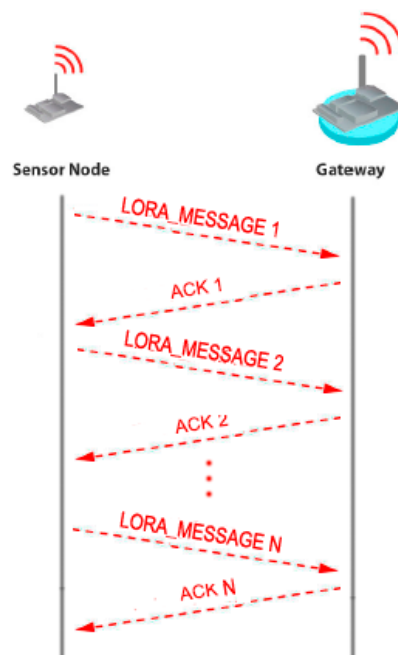 Sensor Node
Gateway
LORA_MESSAGE 1
ACK 1
LORA_MESSAGE 2
ACK 2
LORA_MESSAGE N
ACK N